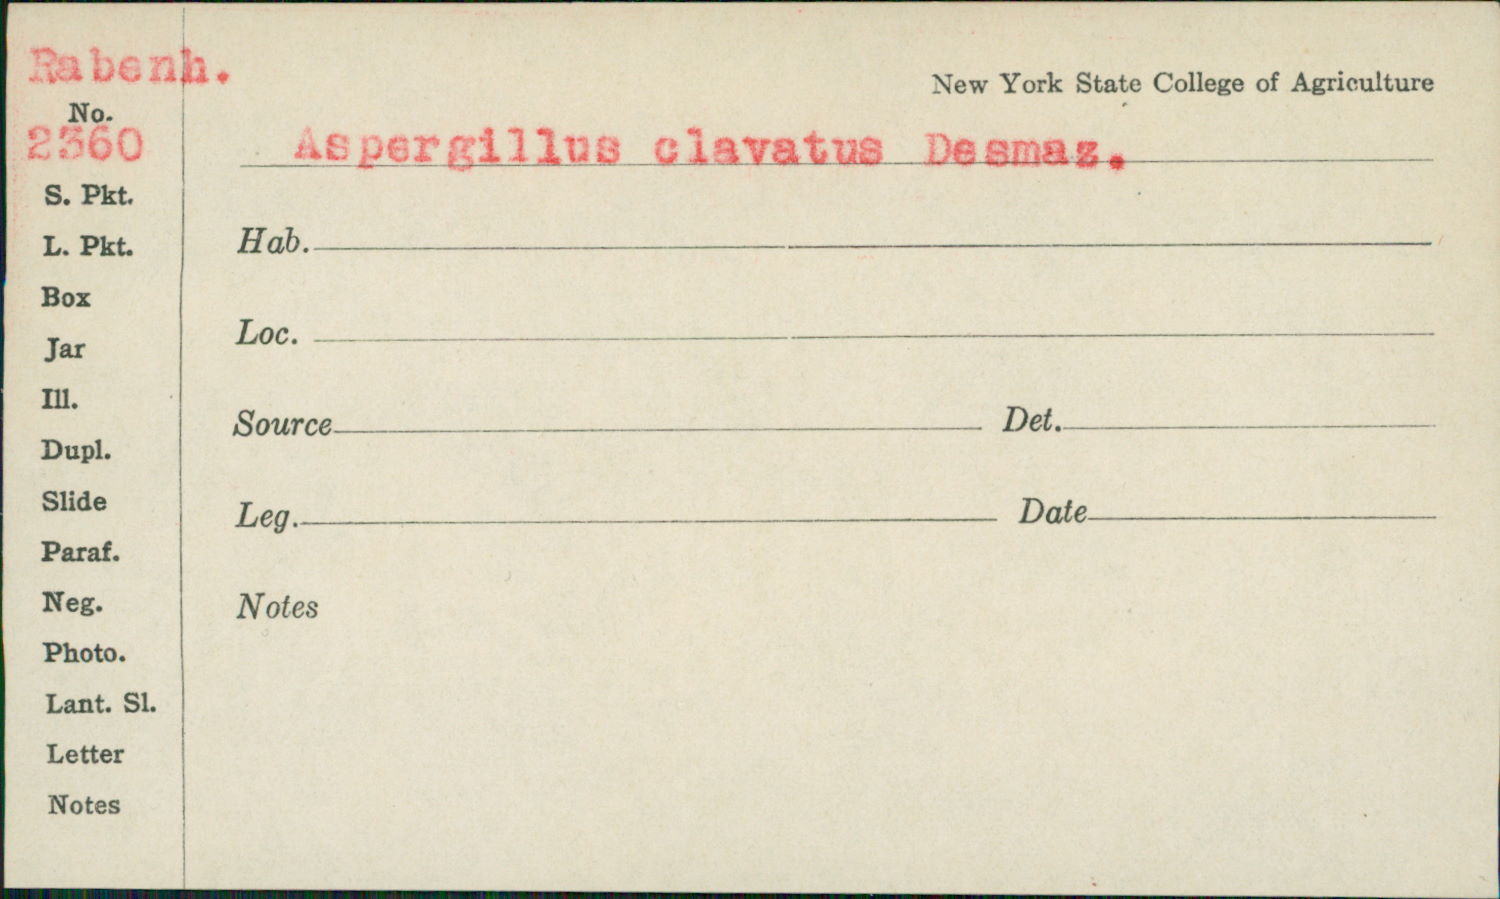 Rabenh.
New York State College of Agriculture
No.
2360
Aspergillus clavatus Desmaz.
S. Pkt.
L. Pkt.
Box
Jar
Ill.
Dupl.
Slide
Paraf.
Neg.
Photo.
Lant. Sl.
Letter
Notes
Hab.
Loc.
Source Det.
Leg. Date
Notes